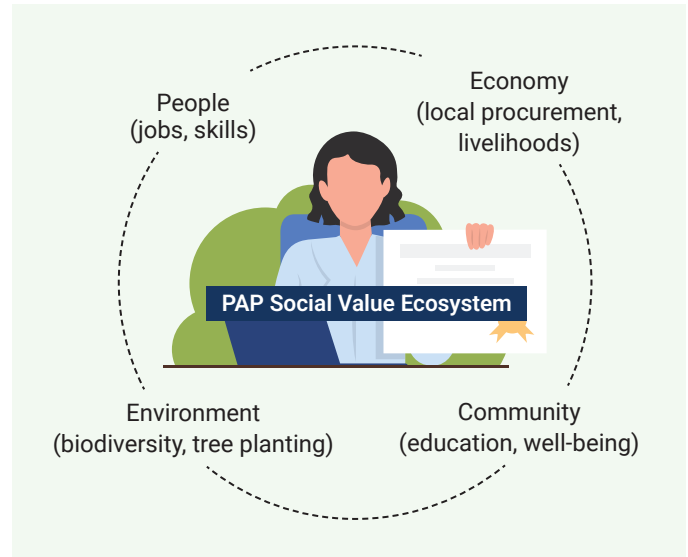 People
(jobs, skills)
Economy
(local procurement,
livelihoods)
PAP Social Value Ecosystem
Environment
(biodiversity, tree planting)
Community
(education, well-being)